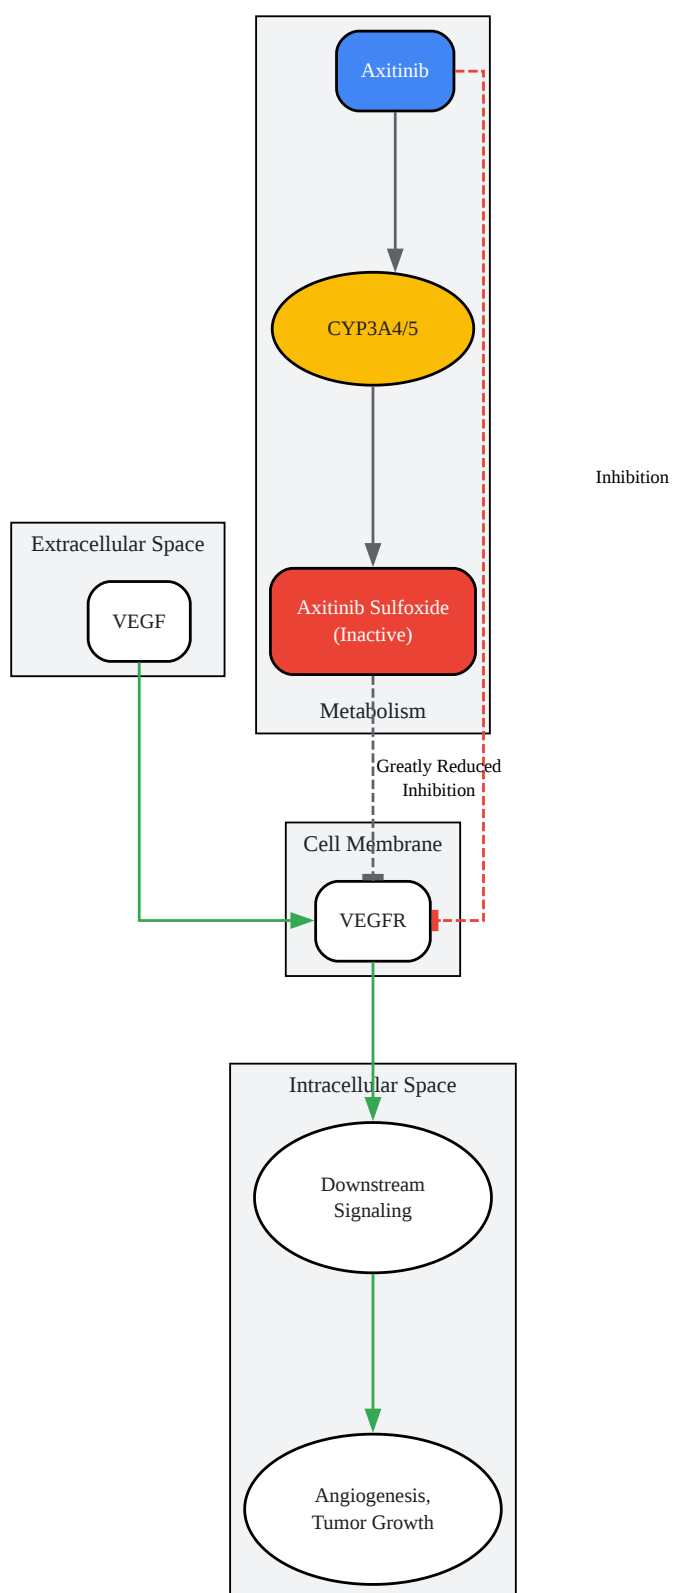 Axitinib
CYP3A4/5
Inhibition
Extracellular Space
VEGF
Axitinib Sulfoxide
(Inactive)
Metabolism
Greatly Reduced
Inhibition
Cell Membrane
VEGFR
Intracellular Space
Downstream
Signaling
Angiogenesis,
Tumor Growth